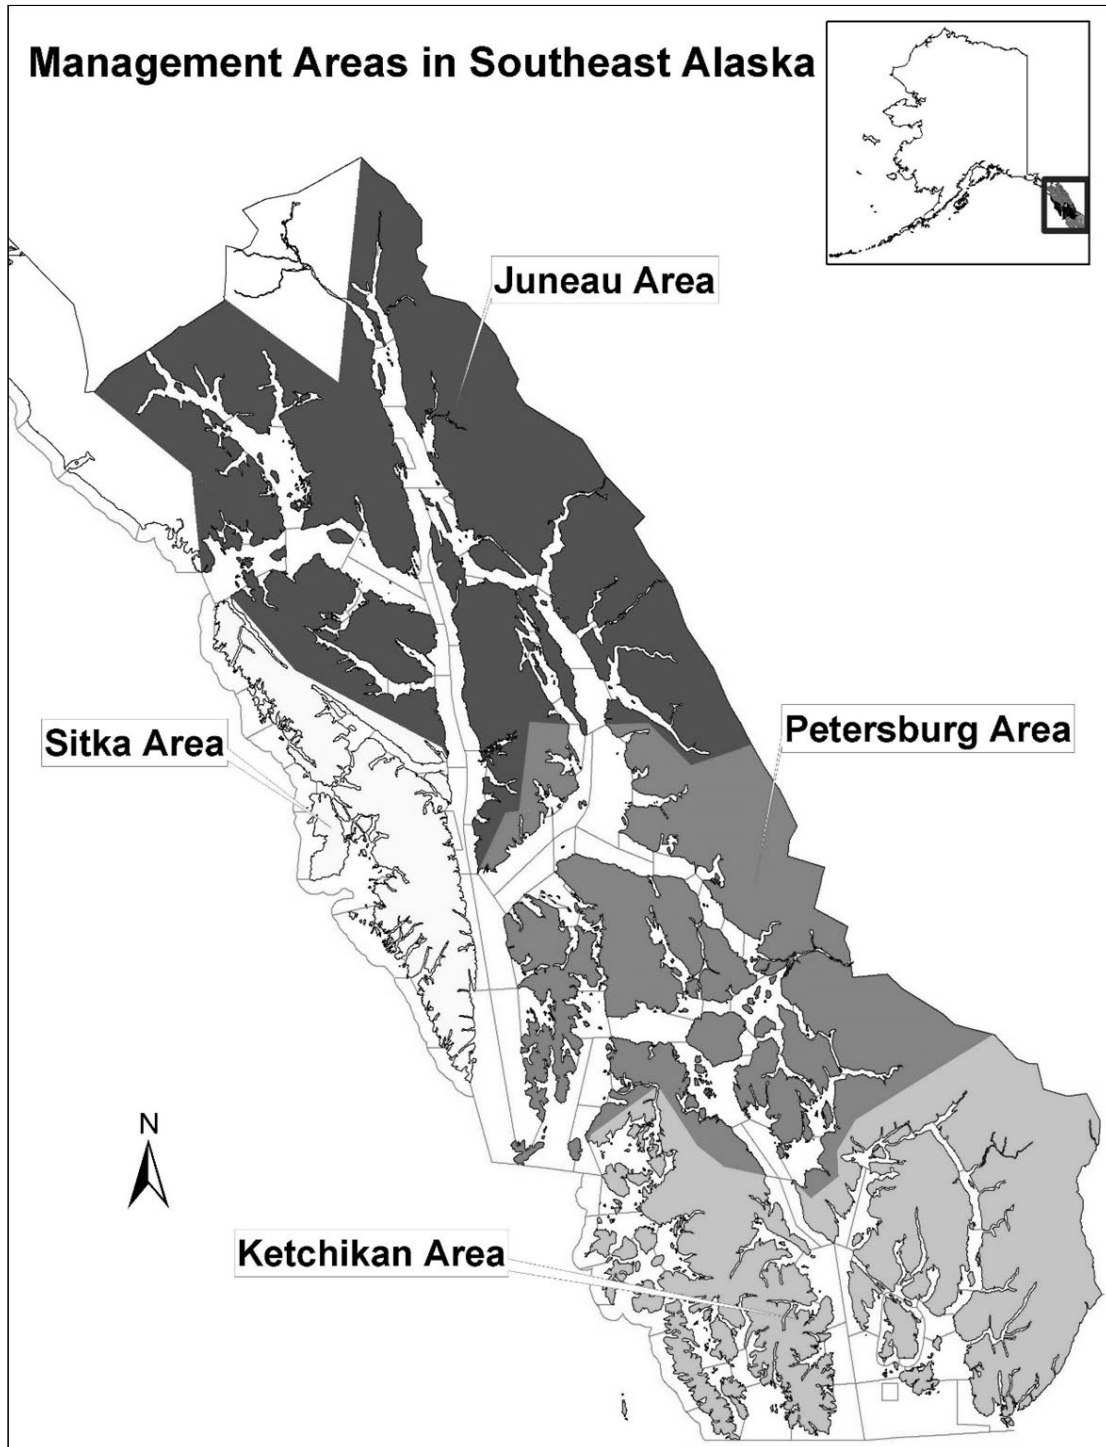 Management Areas in Southeast Alaska
Juneau Area
Sitka Area
Petersburg Area
N
Ketchikan Area